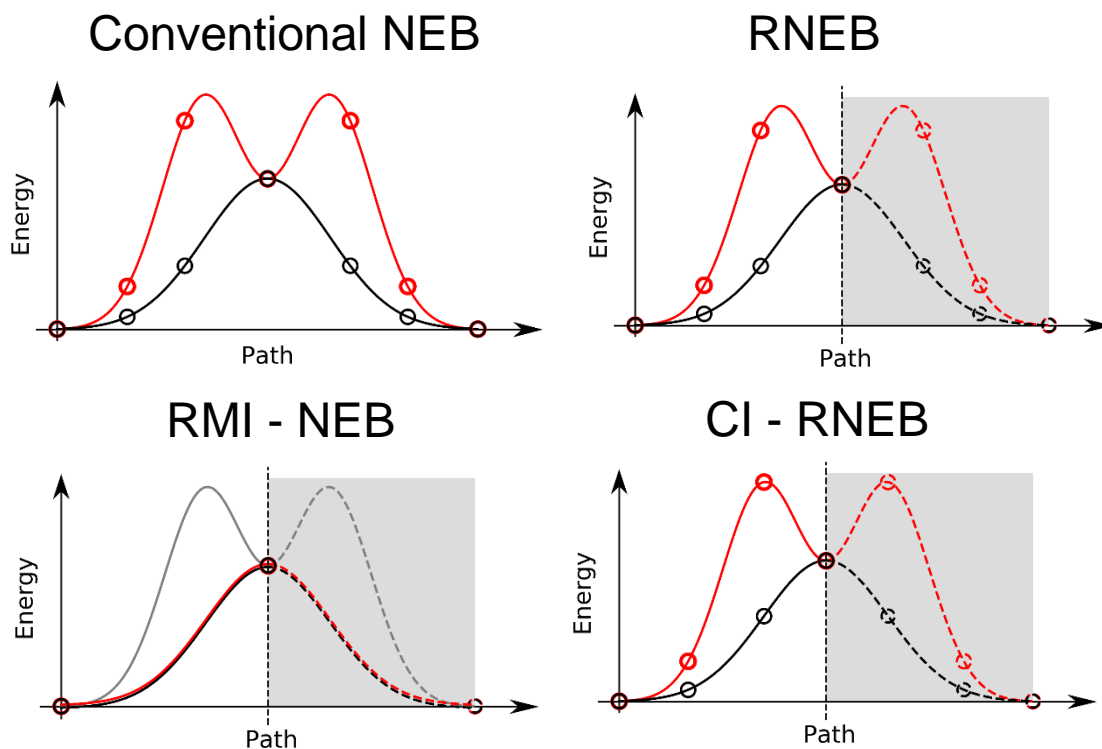 Conventional NEB
RNEB
Energy
Path
Energy
Path
RMI - NEB
CI - RNEB
Energy
Path
Energy
Path